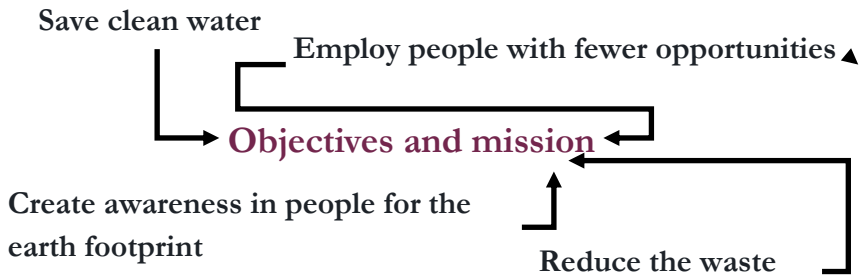 Save clean water
Employ people with fewer opportunities
Objectives and mission
Create awareness in people for the
earth footprint
Reduce the waste